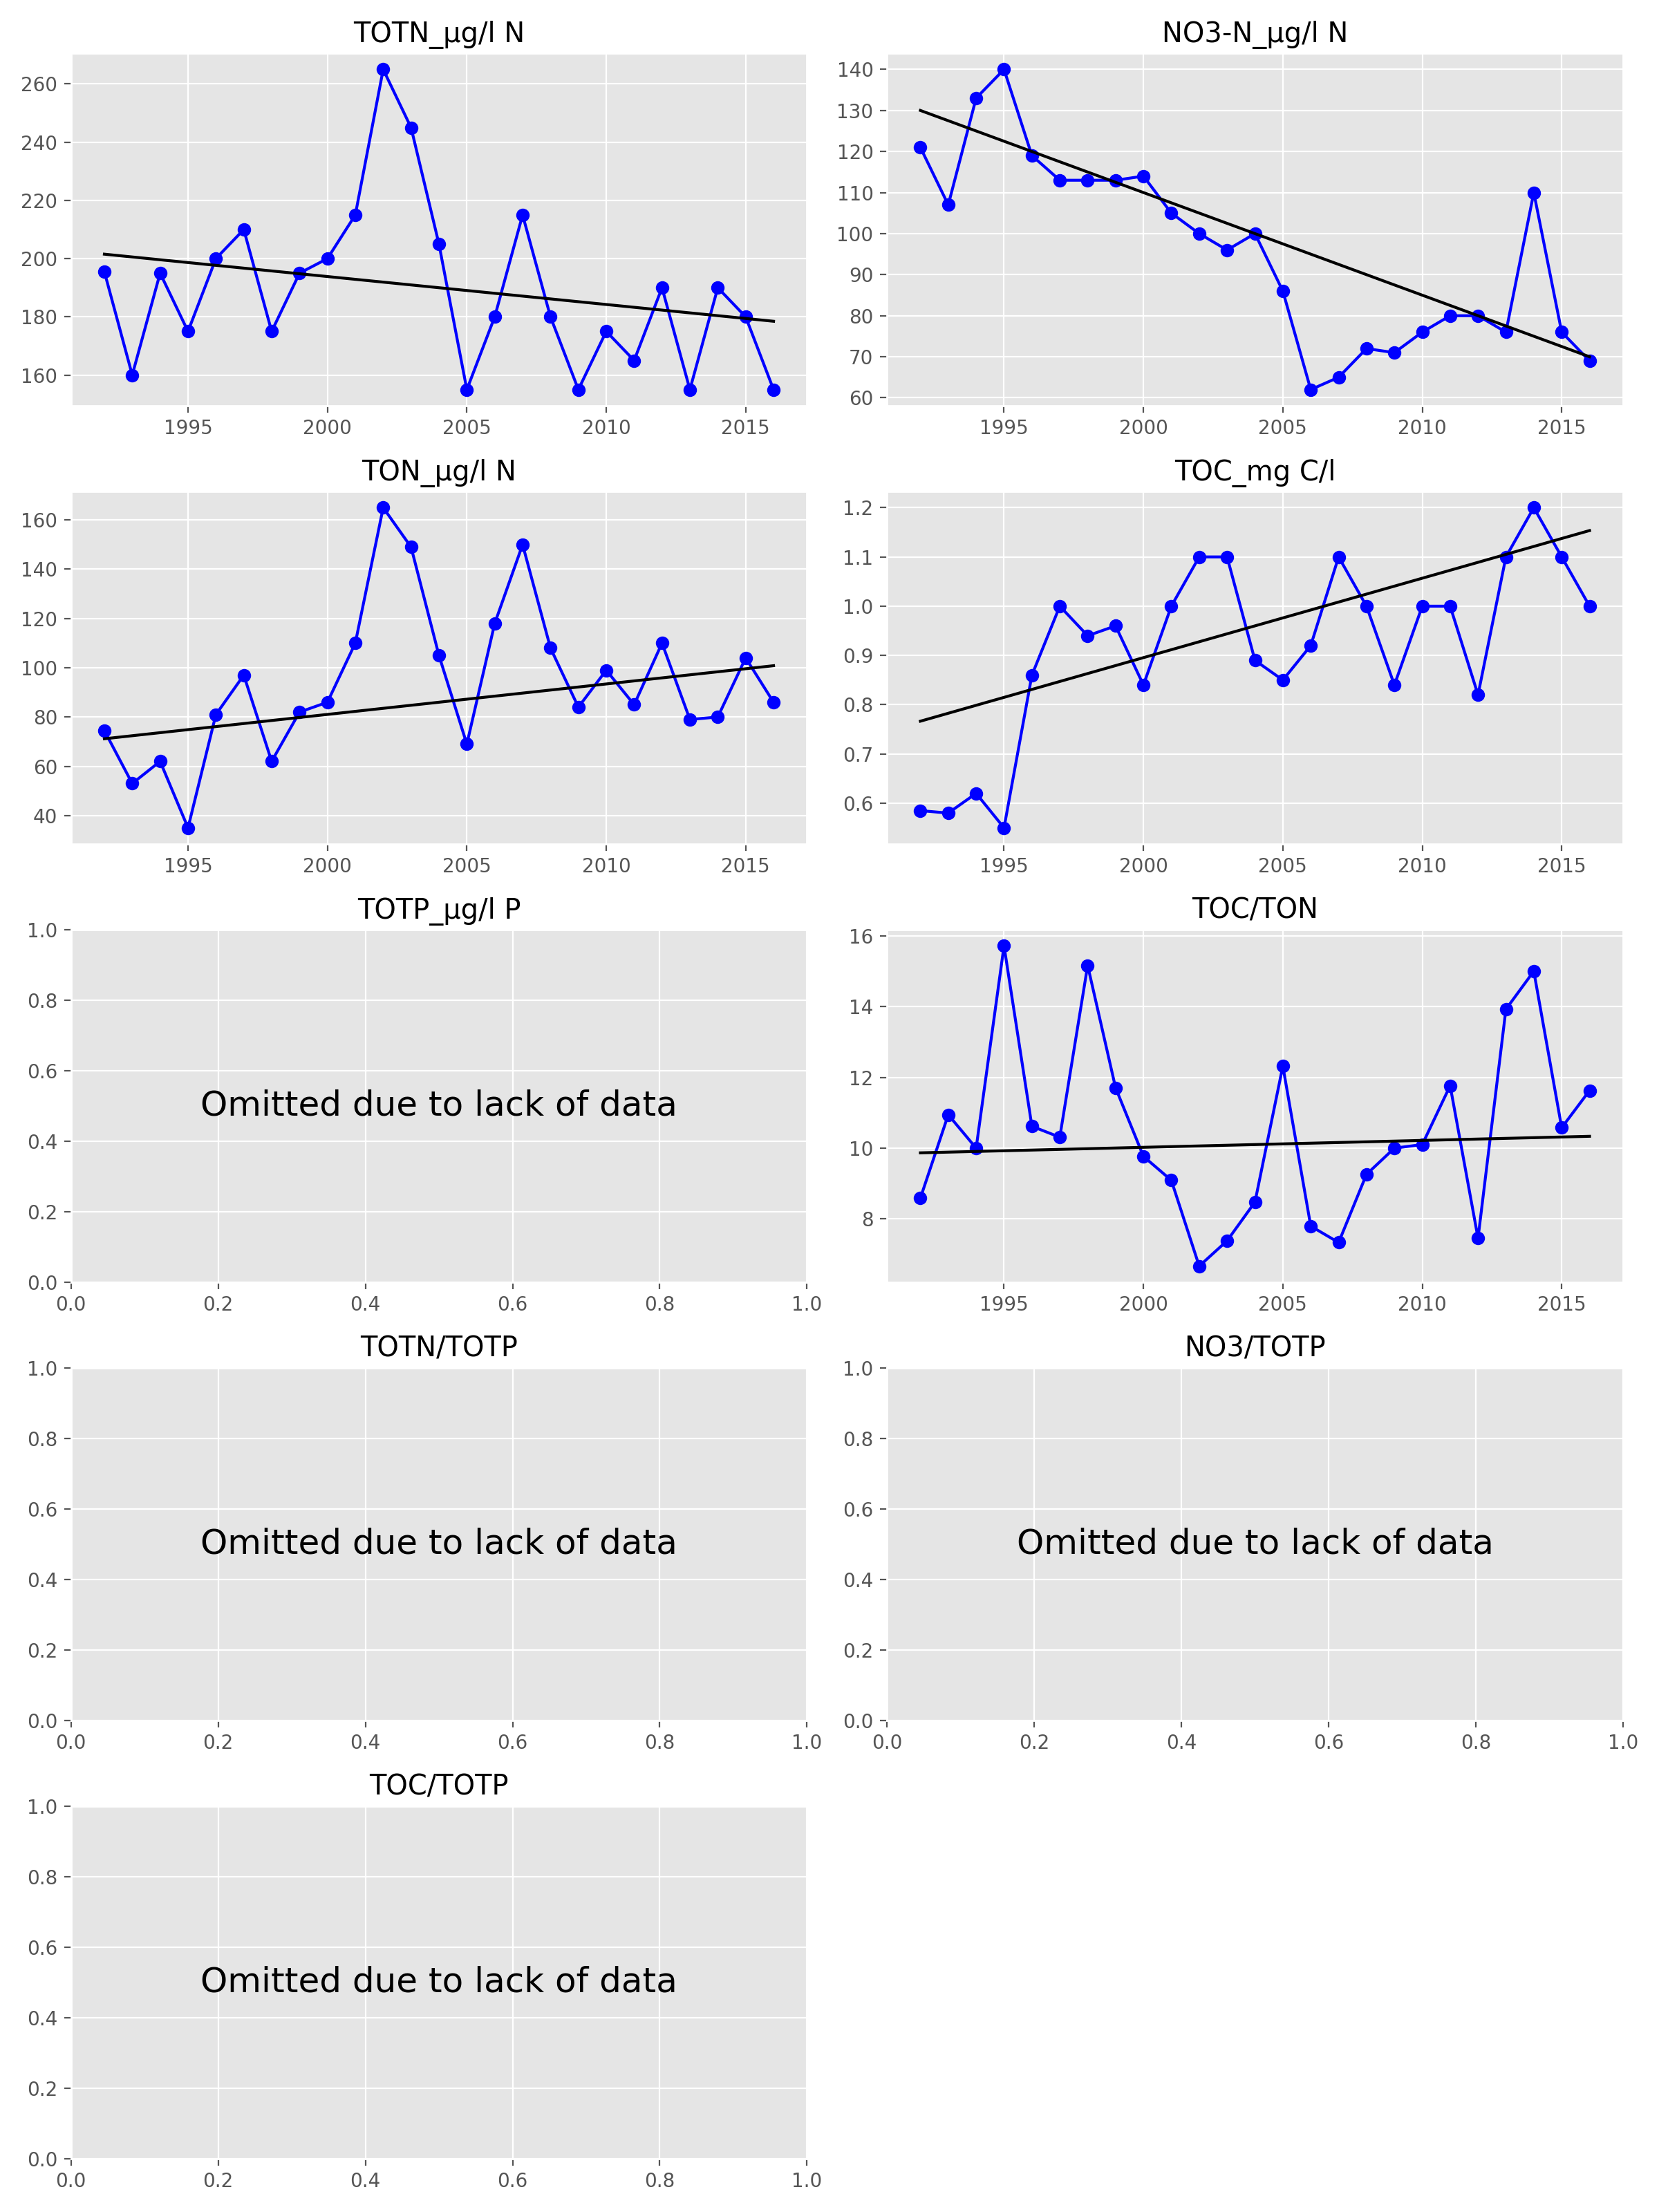 TOTN_µg/l N
NO3-N_µg/l N
260
240
220
200
180
160
1995 2000 2005 2010 2015
140
130
120
110
100
90
80
70
60
1995 2000 2005 2010 2015
TON_µg/l N
TOC_mg C/l
160
140
120
100
80
60
40
1995 2000 2005 2010 2015
1.2
1.1
1.0
0.9
0.8
0.7
0.6
1995 2000 2005 2010 2015
TOTP_µg/l P
TOC/TON
1.0
0.8
0.6
Omitted due to lack of data
0.4
0.2
0.0
0.0 0.2 0.4 0.6 0.8 1.0
16
14
12
10
8
1995 2000 2005 2010 2015
TOTN/TOTP
NO3/TOTP
1.0
0.8
0.6
Omitted due to lack of data
0.4
0.2
0.0
0.0 0.2 0.4 0.6 0.8 1.0
1.0
0.8
0.6
Omitted due to lack of data
0.4
0.2
0.0
0.0 0.2 0.4 0.6 0.8 1.0
TOC/TOTP
1.0
0.8
0.6
Omitted due to lack of data
0.4
0.2
0.0
0.0 0.2 0.4 0.6 0.8 1.0